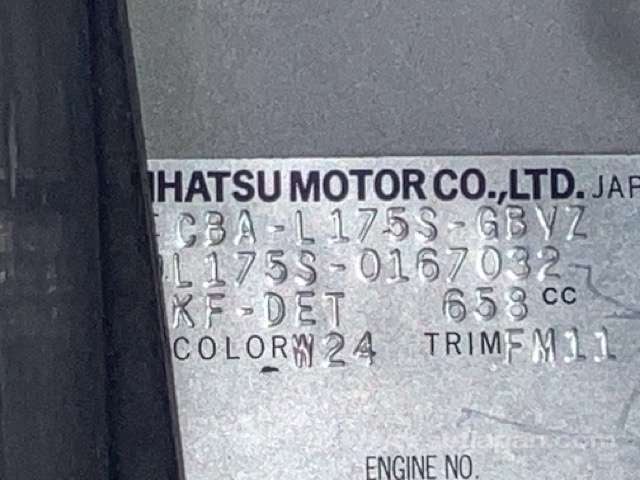 IHATSU MOTOR CO.,LTD. JAP
CBA-L175S-GBVZ
L175S-0167032
KF-DET 658 CC
COLOR W24 TRIM FM11
ENGINE NO.